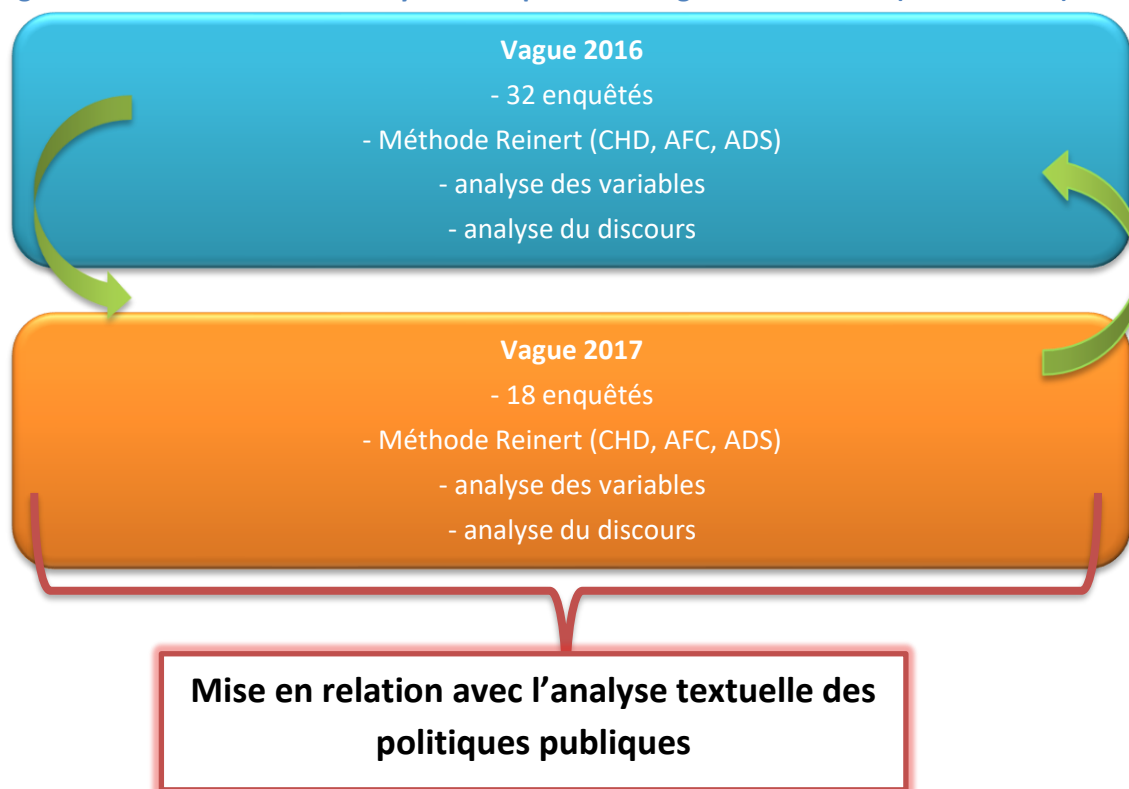 Vague 2016
- 32 enquêtés
- Méthode Reinert (CHD, AFC, ADS)
- analyse des variables
- analyse du discours
Vague 2017
- 18 enquêtés
- Méthode Reinert (CHD, AFC, ADS)
- analyse des variables
- analyse du discours
Mise en relation avec l’analyse textuelle des
politiques publiques